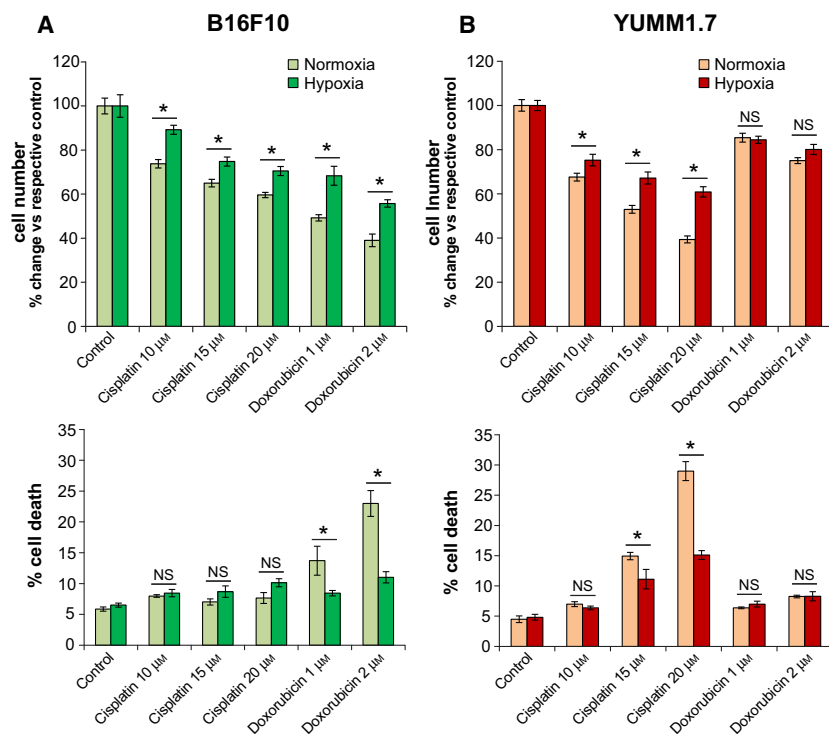 A
B16F10
120
100
80
60
40
20
0
cell number
% change vs respective control
Normoxia
Hypoxia
*
*
*
*
*
Control
Cisplatin 10 µM
Cisplatin 15 µM
Cisplatin 20 µM
Doxorubicin 1 µM
Doxorubicin 2 µM
B
YUMM1.7
120
100
80
60
40
20
0
cell lnumber
% change vs respective control
Normoxia
Hypoxia
*
*
*
NS
NS
Control
Cisplatin 10 µM
Cisplatin 15 µM
Cisplatin 20 µM
Doxorubicin 1 µM
Doxorubicin 2 µM
35
30
25
20
15
10
5
0
% cell death
NS
NS
NS
*
*
Control
Cisplatin 10 µM
Cisplatin 15 µM
Cisplatin 20 µM
Doxorubicin 1 µM
Doxorubicin 2 µM
35
30
25
20
15
10
5
0
% cell death
NS
*
*
NS
NS
Control
Cisplatin 10 µM
Cisplatin 15 µM
Cisplatin 20 µM
Doxorubicin 1 µM
Doxorubicin 2 µM